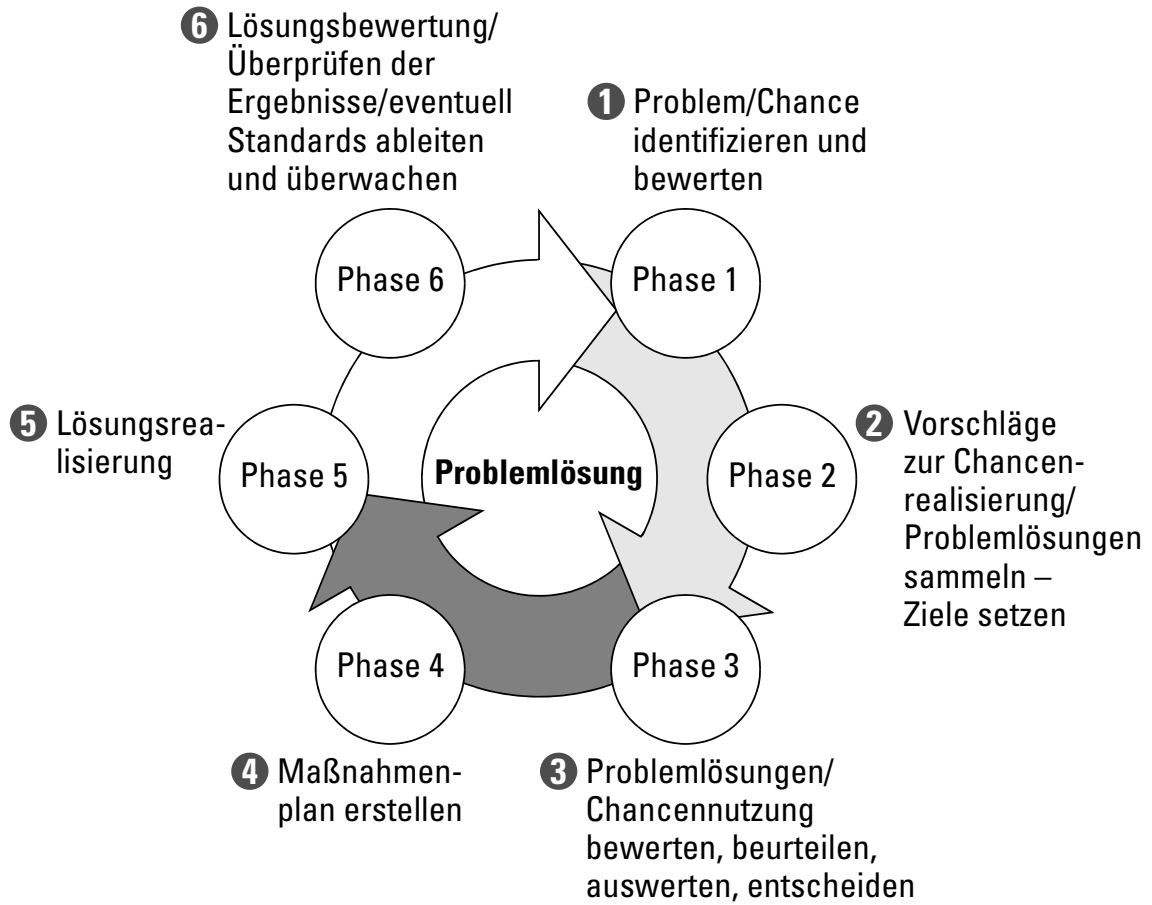 ❻ Lösungsbewertung/
Überprüfen der
Ergebnisse/eventuell
Standards ableiten
und überwachen
❶ Problem/Chance
identifizieren und
bewerten
Phase 6
Phase 1
❺ Lösungsrea-
lisierung
Phase 5
Problemlösung
Phase 2
❷ Vorschläge
zur Chancen-
realisierung/
Problemlösungen
sammeln –
Ziele setzen
Phase 4
Phase 3
❹ Maßnahmen-
plan erstellen
❸ Problemlösungen/
Chancennutzung
bewerten, beurteilen,
auswerten, entscheiden